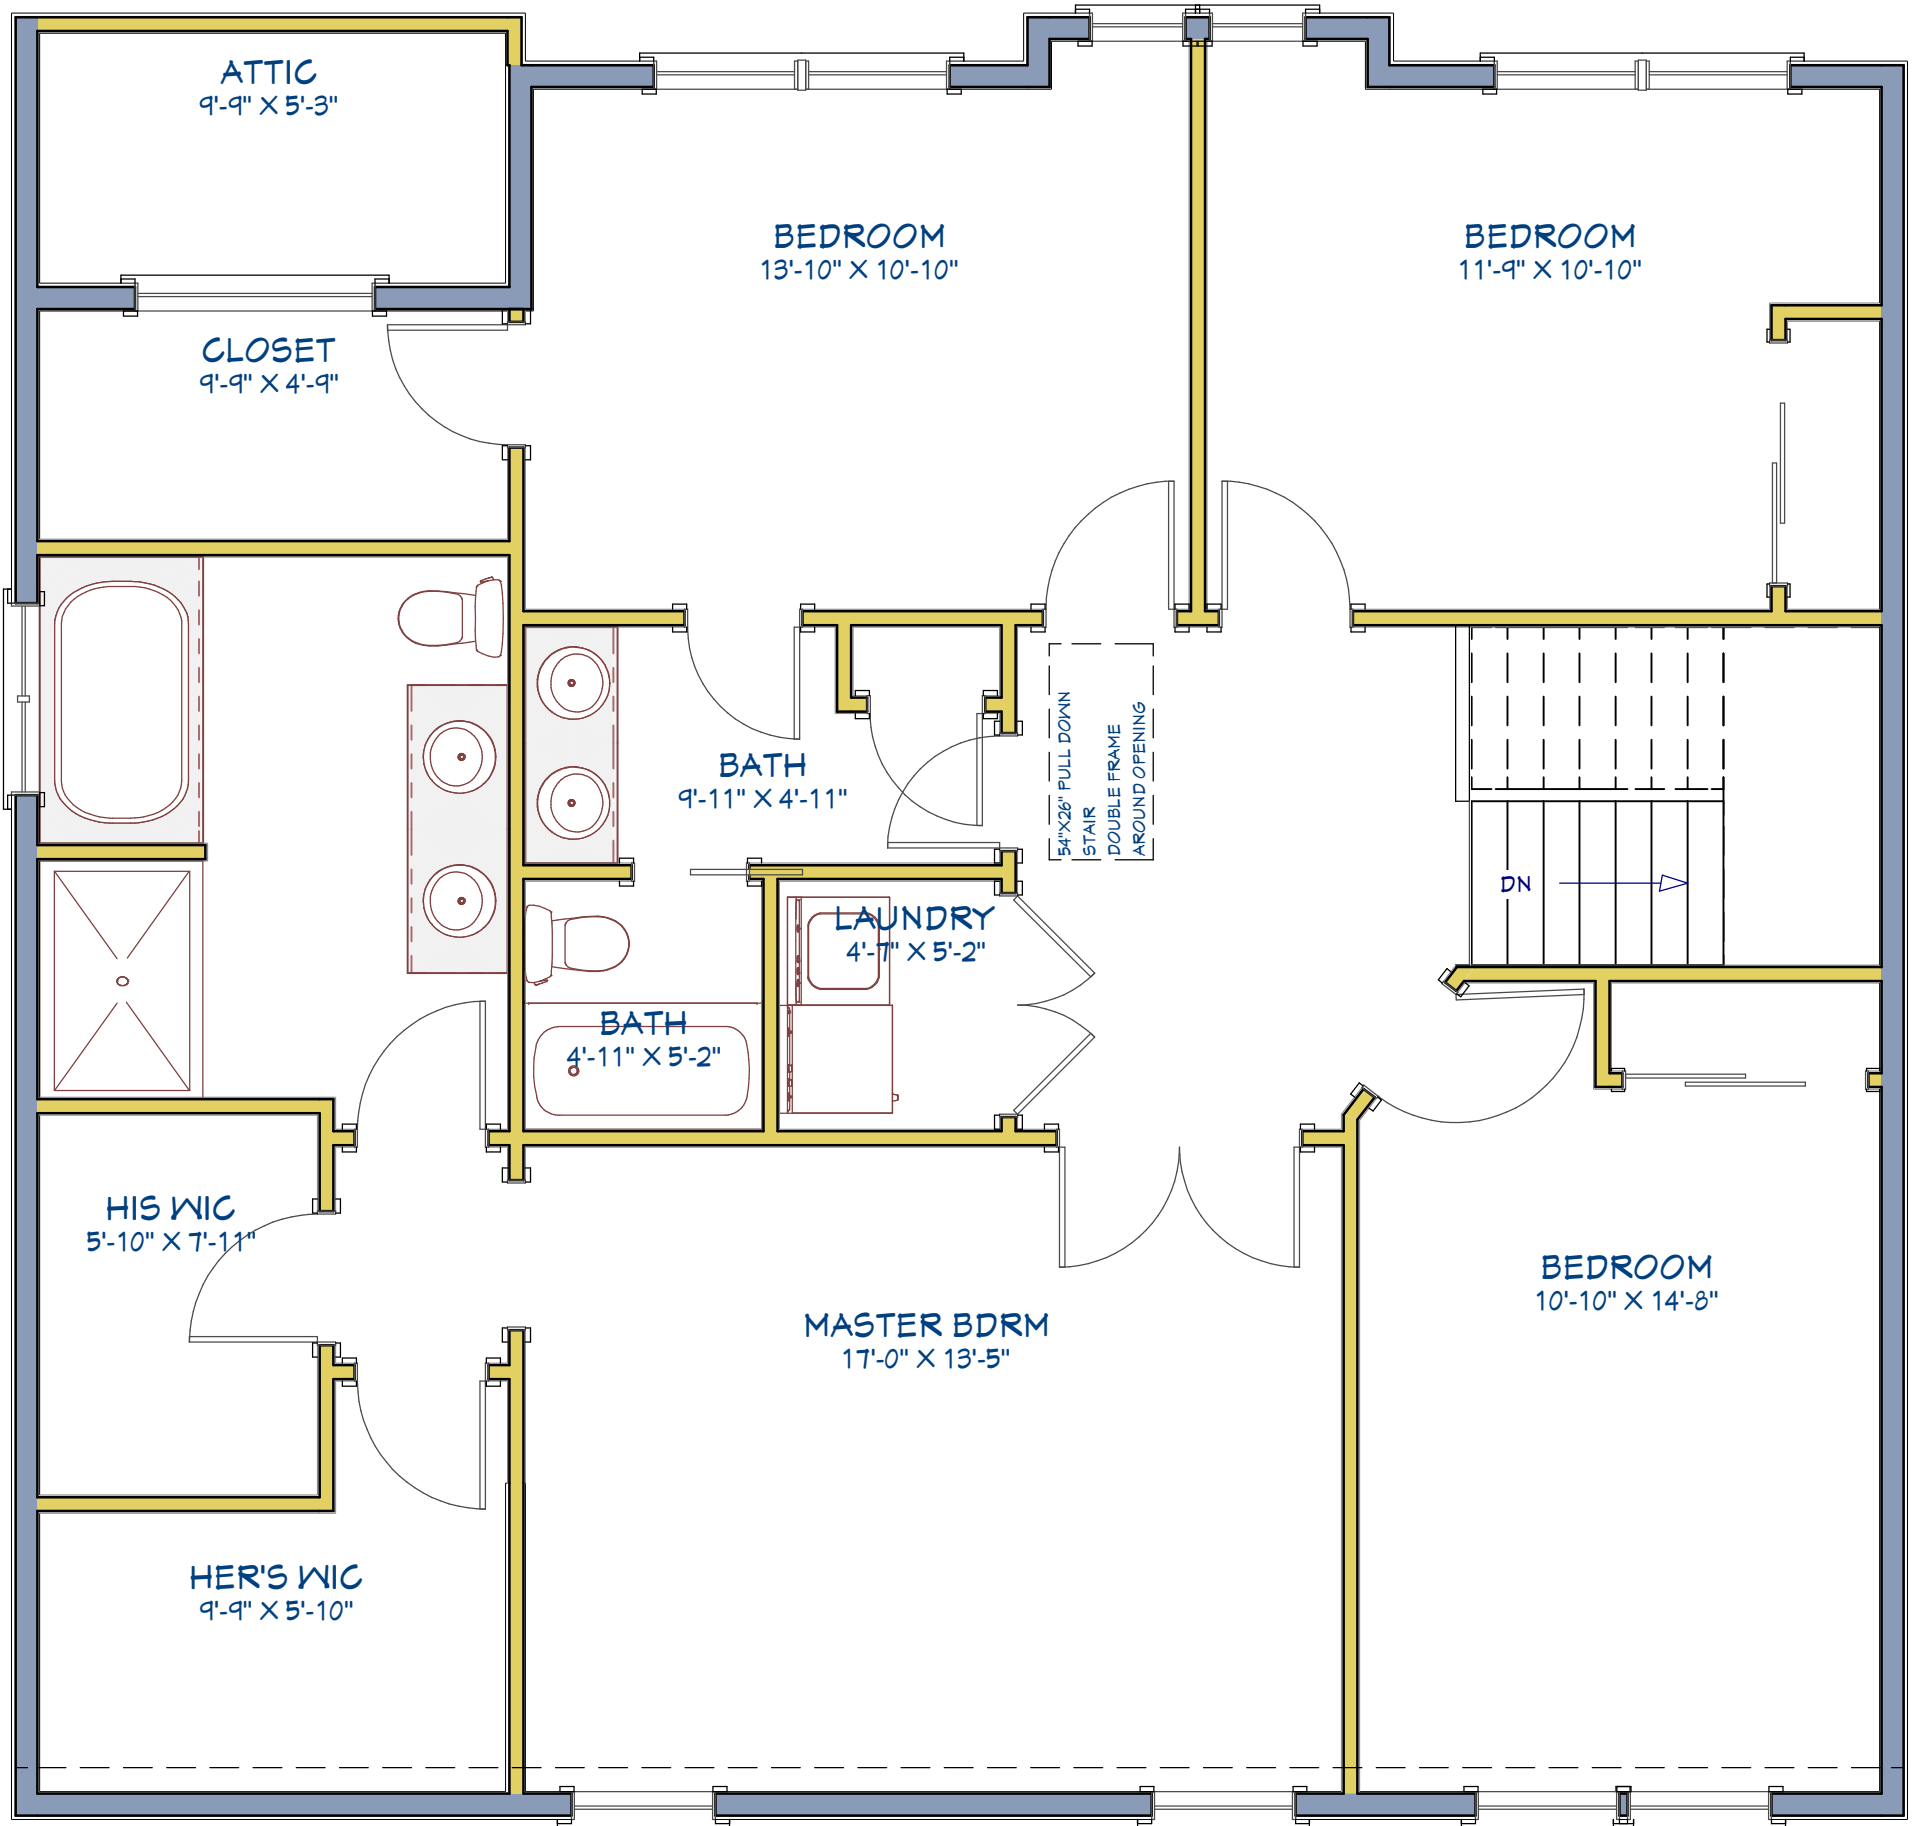 ATTIC
9'-9" X 5'-3"
BEDROOM
13'-10" X 10'-10"
BEDROOM
11'-9" X 10'-10"
CLOSET
9'-9" X 4'-9"
BATH
9'-11" X 4'-11"
54"X26" PULL DOWN
STAIR
DOUBLE FRAME
AROUND OPENING
DN
LAUNDRY
4'-7" X 5'-2"
BATH
4'-11" X 5'-2"
HIS WIC
5'-10" X 7'-11"
BEDROOM
10'-10" X 14'-8"
MASTER BDRM
17'-0" X 13'-5"
HER'S WIC
9'-9" X 5'-10"